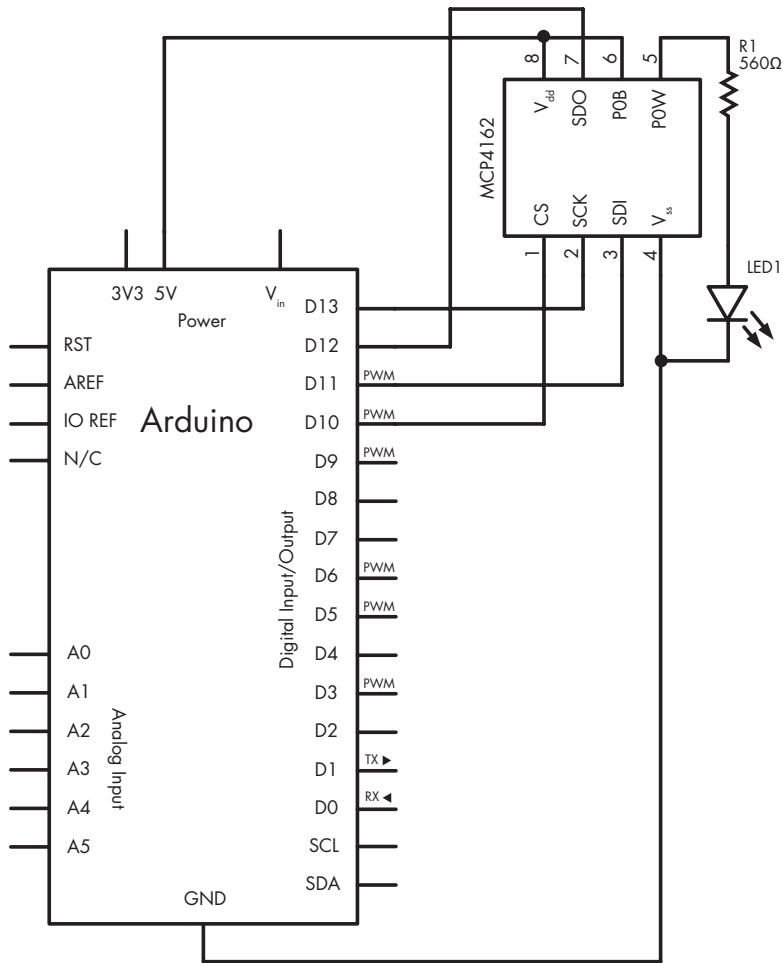 R1
560Ω
8
7
6
5
Vdd
SDO
P0B
P0W
MCP4162
CS
SCK
SDI
Vss
1
2
3
4
LED1
3V3
5V
Vin
Power
D13
RST
D12
AREF
D11
PWM
IO REF
Arduino
D10
PWM
N/C
D9
PWM
D8
D7
Digital Input/Output
D6
PWM
D5
PWM
A0
D4
A1
D3
PWM
Analog Input
A2
D2
A3
D1
TX ▶
A4
D0
RX ◀
A5
SCL
SDA
GND